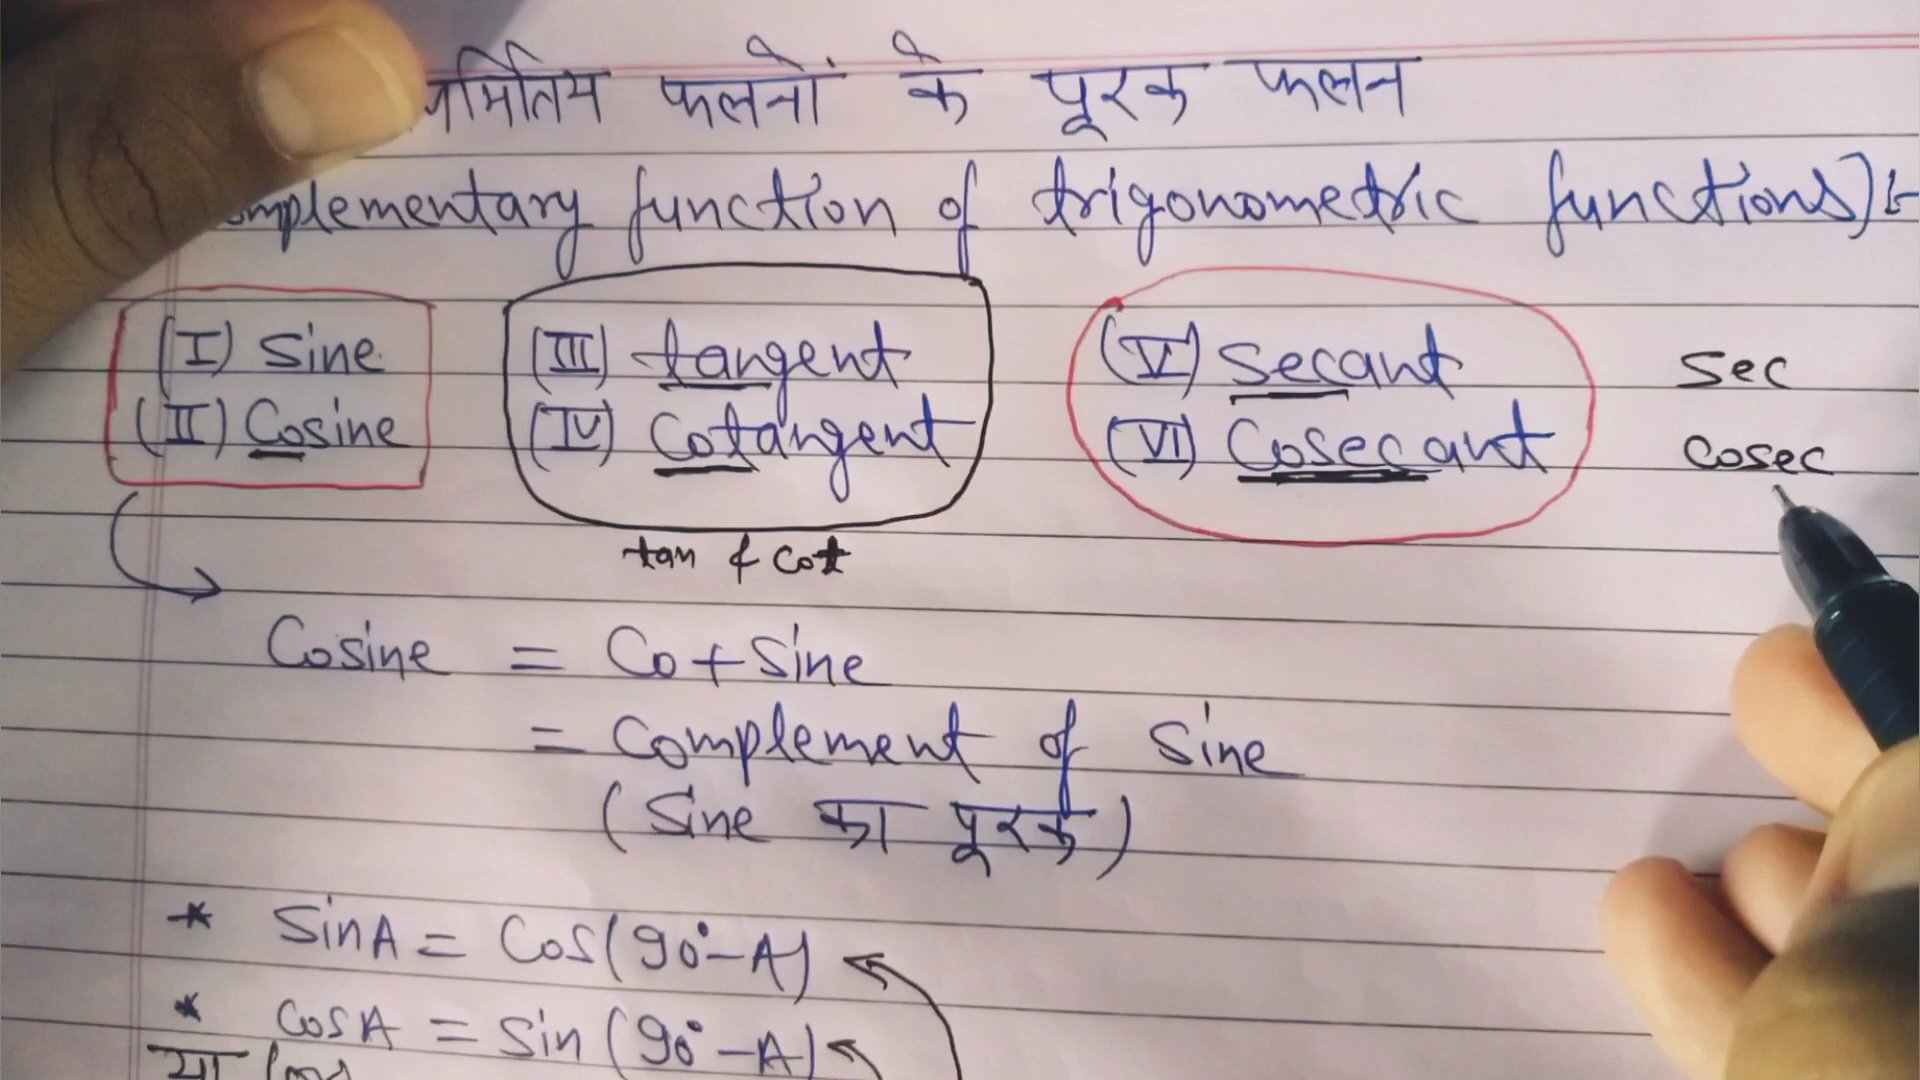 फलनों के पूरक फलन
function of trigonometric functions):-
(I) Sine (III) tangent (V) Secant Sec
(II) Cosine (IV) Cotangent (VI) Cosecant Cosec
tan & Cot
Cosine = Co+Sine
= Complement of Sine
(Sine का पूरक)
* SinA = Cos(90°-A)
* CosA = Sin(90°-A)
या